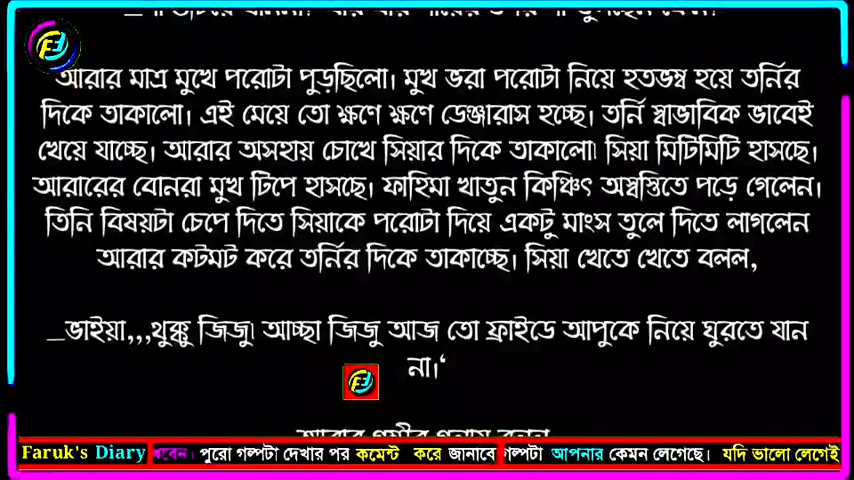 আরার মাত্র মুখে পরোটা পুড়ছিলো। মুখ ভরা পরোটা নিয়ে হতভম্ব হয়ে তর্নির
দিকে তাকালো। এই মেয়ে তো ক্ষণে ক্ষণে ডেঞ্জারাস হচ্ছে। তর্নি স্বাভাবিক ভাবেই
খেয়ে যাচ্ছে। আরার অসহায় চোখে সিয়ার দিকে তাকালো৷ সিয়া মিটিমিটি হাসছে।
আরারের বোনরা মুখ টিপে হাসছে। ফাহিমা খাতুন কিঞ্চিৎ অস্বস্তিতে পড়ে গেলেন।
তিনি বিষয়টা চেপে দিতে সিয়াকে পরোটা দিয়ে একটু মাংস তুলে দিতে লাগলেন
আরার কটমট করে তর্নির দিকে তাকাচ্ছে। সিয়া খেতে খেতে বলল,
_ভাইয়া,,,থুক্কু জিজু৷ আচ্ছা জিজু আজ তো ফ্রাইডে আপুকে নিয়ে ঘুরতে যান
না।‘
Faruk's Diary পুরো গল্পটা দেখার পর কমেন্ট করে জানাবে গল্পটা আপনার কেমন লেগেছে। যদি ভালো লেগেই